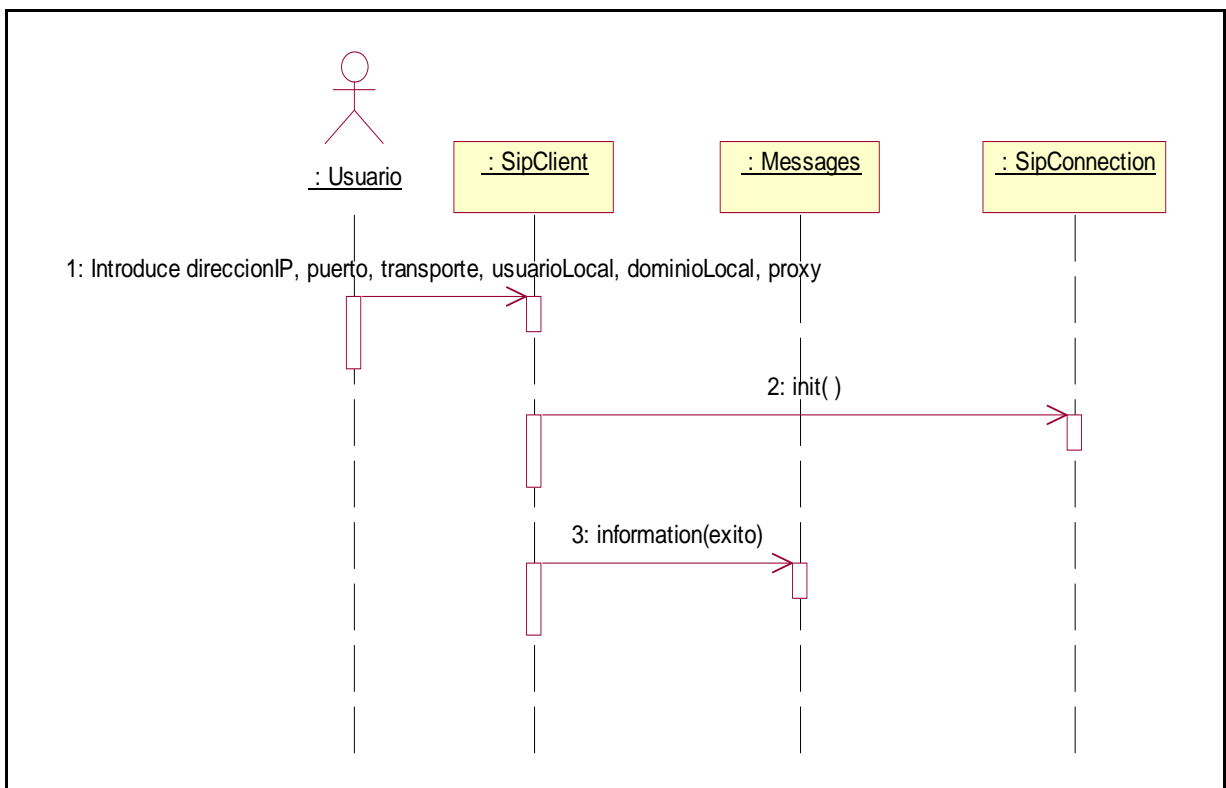 : Usuario
: SipClient
: Messages
: SipConnection
1: Introduce direccionIP, puerto, transporte, usuarioLocal, dominioLocal, proxy
2: init( )
3: information(exito)